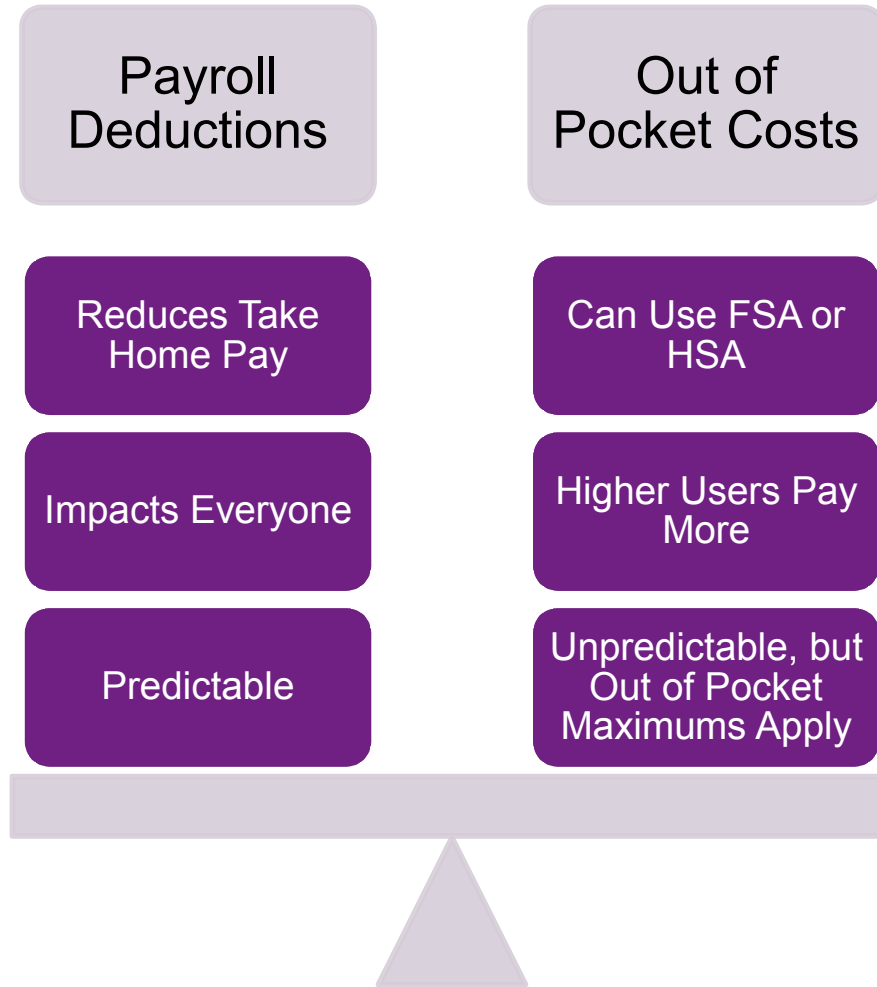 Payroll
Deductions
Out of
Pocket Costs
Reduces Take
Home Pay
Can Use FSA or
HSA
Impacts Everyone
Higher Users Pay
More
Predictable
Unpredictable, but
Out of Pocket
Maximums Apply